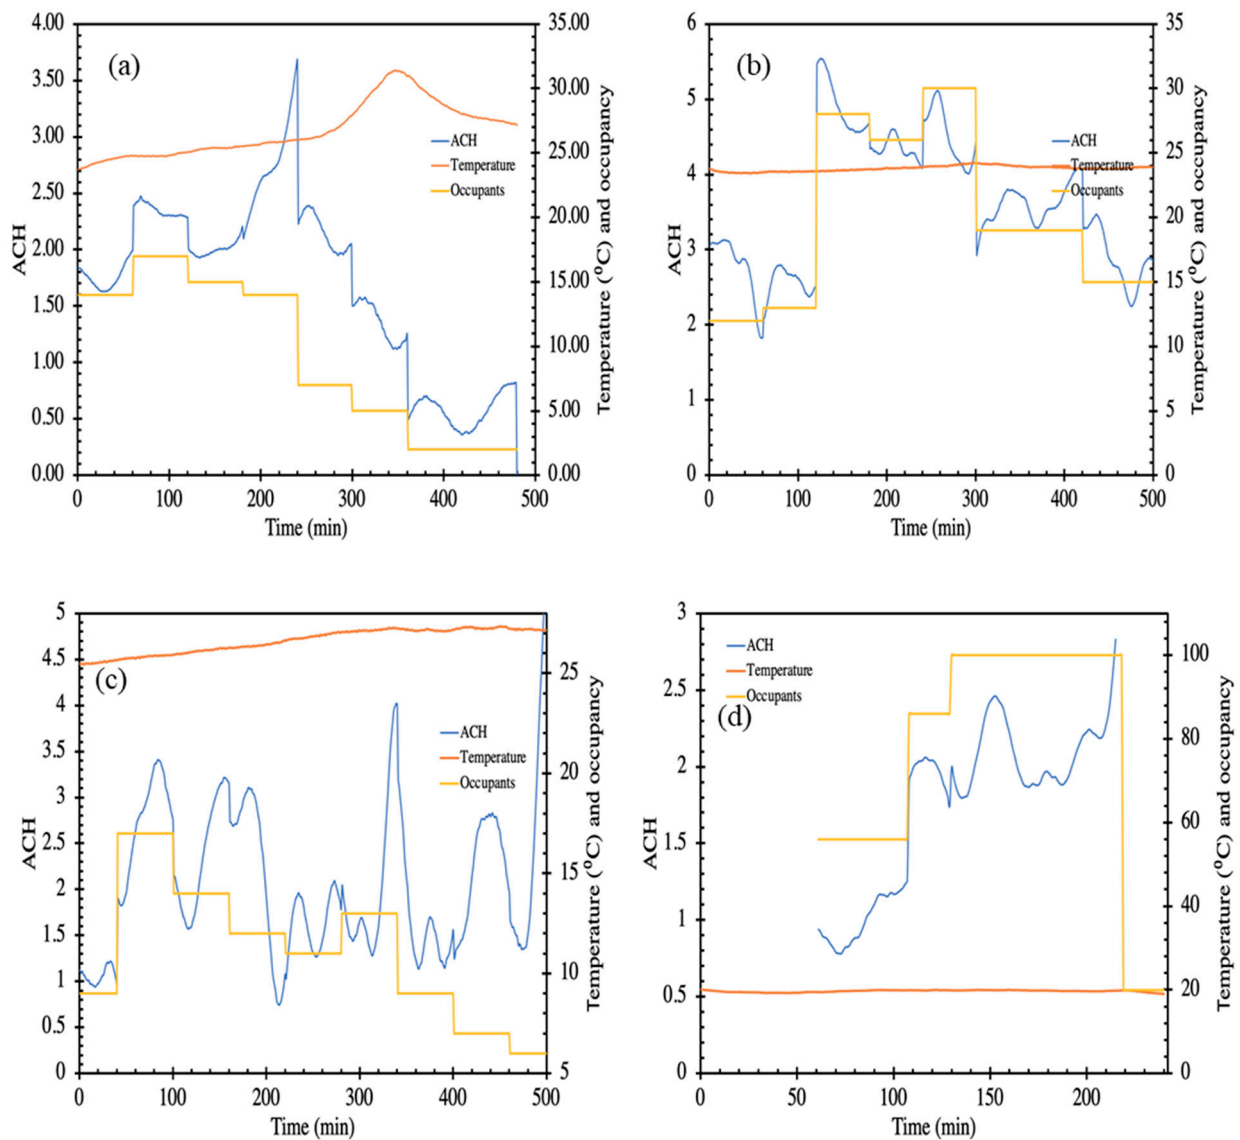 (a)
4.00
3.50
3.00
2.50
2.00
1.50
1.00
0.50
0.00
ACH
35.00
30.00
25.00
20.00
15.00
10.00
5.00
0.00
Temperature (⁰C) and occupancy
ACH
Temperature
Occupants
0 100 200 300 400 500
Time (min)
(b)
6
5
4
3
2
1
0
ACH
35
30
25
20
15
10
5
0
Temperature (⁰C) and occupancy
ACH
Temperature
Occupants
0 100 200 300 400 500
Time (min)
(c)
5
4.5
4
3.5
3
2.5
2
1.5
1
0.5
0
ACH
25
20
15
10
5
Temperature (⁰C) and occupancy
ACH
Temperature
Occupants
0 100 200 300 400 500
Time (min)
(d)
3
2.5
2
1.5
1
0.5
0
ACH
100
80
60
40
20
0
Temperature (⁰C) and occupancy
ACH
Temperature
Occupants
0 50 100 150 200
Time (min)